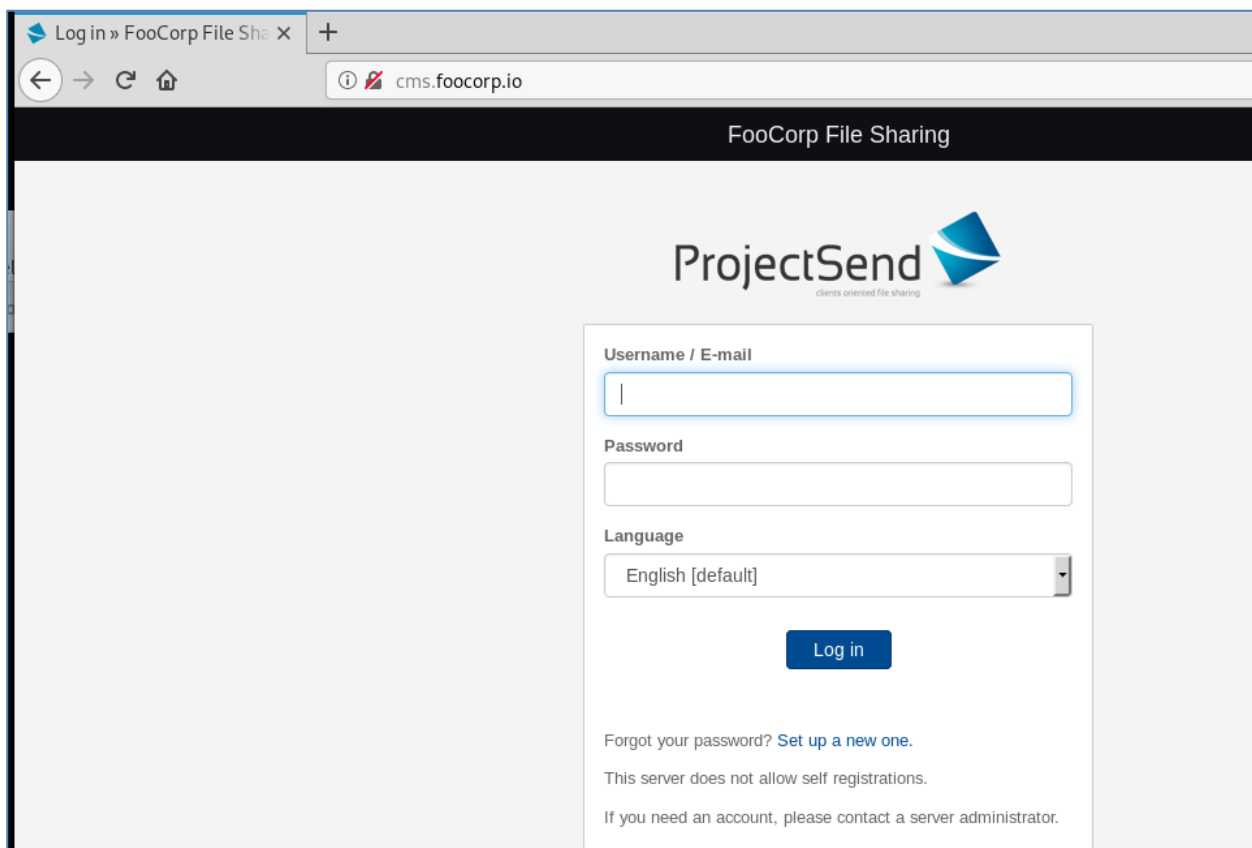 Log in » FooCorp File Sha
cms.foocorp.io
FooCorp File Sharing
ProjectSend
clients oriented file sharing
Username / E-mail
Password
Language
English [default]
Log in
Forgot your password? Set up a new one.
This server does not allow self registrations.
If you need an account, please contact a server administrator.